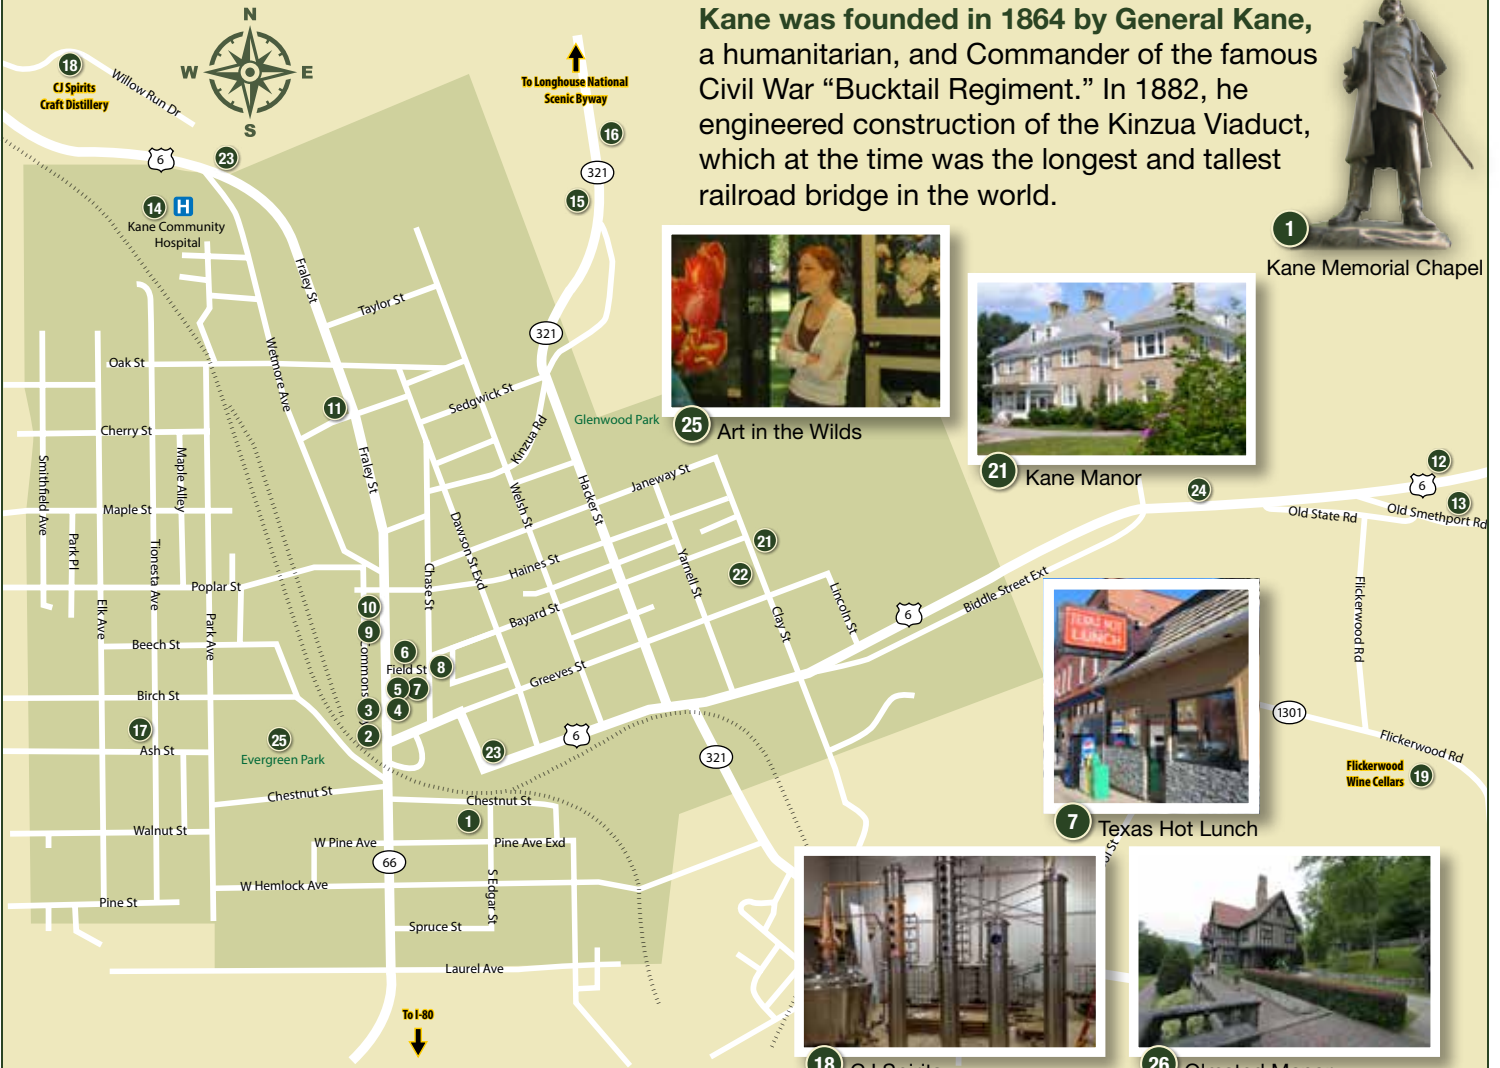 Kane was founded in 1864 by General Kane,
a humanitarian, and Commander of the famous
Civil War “Bucktail Regiment.” In 1882, he
engineered construction of the Kinzua Viaduct,
which at the time was the longest and tallest
railroad bridge in the world.
1
Kane Memorial Chapel
N
W
E
S
18
CJ Spirits
Craft Distillery
Willow Run Dr
To Longhouse National
Scenic Byway
16
6
23
321
15
14
H
Kane Community
Hospital
Fraley St
Taylor St
321
Oak St
Wetmore Ave
Sedgwick St
11
Kinzua Rd
Glenwood Park
25
Art in the Wilds
21
Kane Manor
Cherry St
Smithfield Ave
Maple Alley
Fraley St
Welsh St
Hacker St
Janeway St
12
6
13
24
Old State Rd
Old Smethport Rd
Maple St
Park Pl
Tionesta Ave
Dawson St Exd
21
Haines St
Yarnell St
22
Chase St
Poplar St
Elk Ave
Park Ave
10
9
Bayard St
Clay St
Lincoln St
6
Biddle Street Ext
Flickerwood Rd
TEXAS HOT
LUNCH
Beech St
6
Field St
8
ommons
5
7
Greeves St
Birch St
3
4
17
25
2
23
6
321
1301
Flickerwood Rd
Ash St
Evergreen Park
Flickerwood
Wine Cellars
19
Chestnut St
Chestnut St
1
7
Texas Hot Lunch
Walnut St
W Pine Ave
Pine Ave Exd
66
W Hemlock Ave
S Edgar St
Pine St
Spruce St
Laurel Ave
To I-80
18
CJ Spirits
26
Olmsted Manor